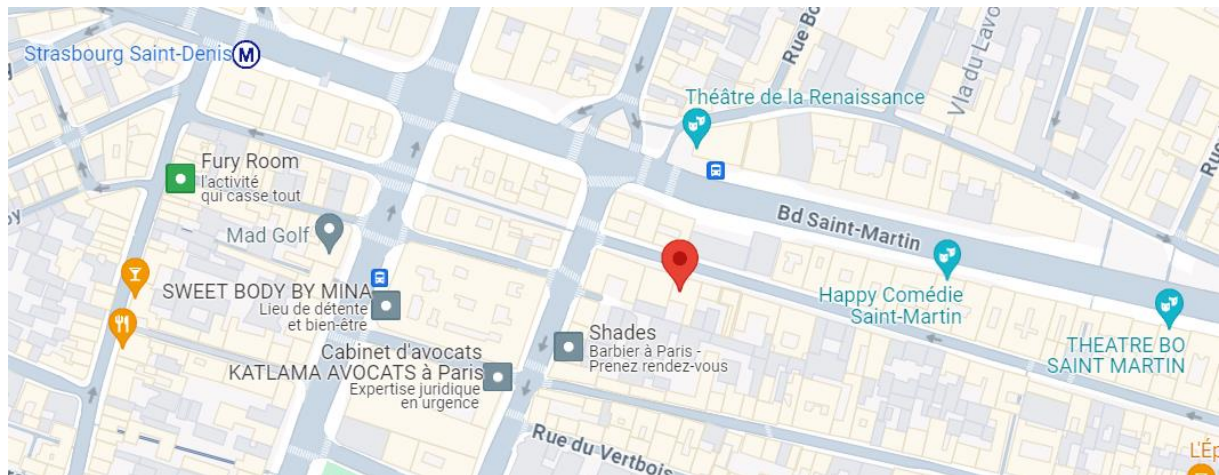 Strasbourg Saint-Denis
M
Théâtre de la Renaissance
Rue Bo
Vla du Lavo
Rue
Fury Room
l'activité
qui casse tout
Mad Golf
Bd Saint-Martin
SWEET BODY BY MINA
Lieu de détente
et bien-être
Happy Comédie
Saint-Martin
Shades
Barbier à Paris -
Prenez rendez-vous
THEATRE BO
SAINT MARTIN
Cabinet d'avocats
KATLAMA AVOCATS à Paris
Expertise juridique
en urgence
Rue du Vertbois
L'Ép